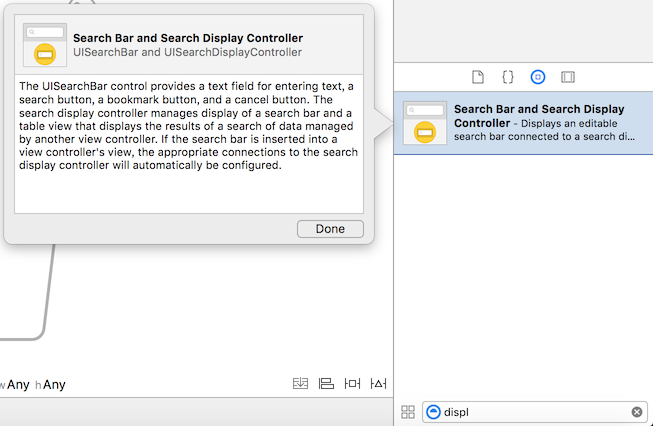 Search Bar and Search Display Controller
UISearchBar and UISearchDisplayController
The UISearchBar control provides a text field for entering text, a
search button, a bookmark button, and a cancel button. The
search display controller manages display of a search bar and a
table view that displays the results of a search of data managed
by another view controller. If the search bar is inserted into a
view controller's view, the appropriate connections to the search
display controller will automatically be configured.
Done
{}
Search Bar and Search Display
Controller - Displays an editable
search bar connected to a search di...
w Any h Any
displ